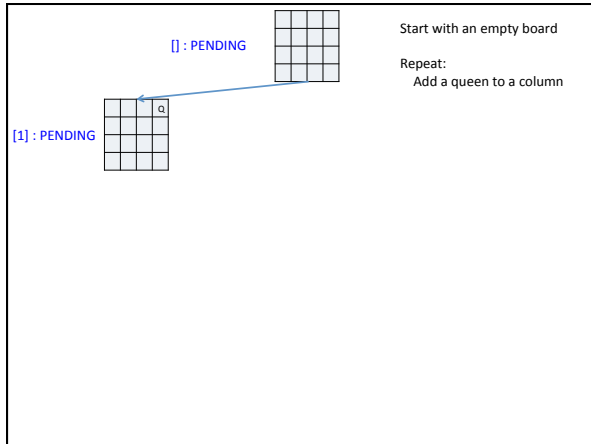 Start with an empty board
[] : PENDING
Repeat:
Add a queen to a column
Q
[1] : PENDING